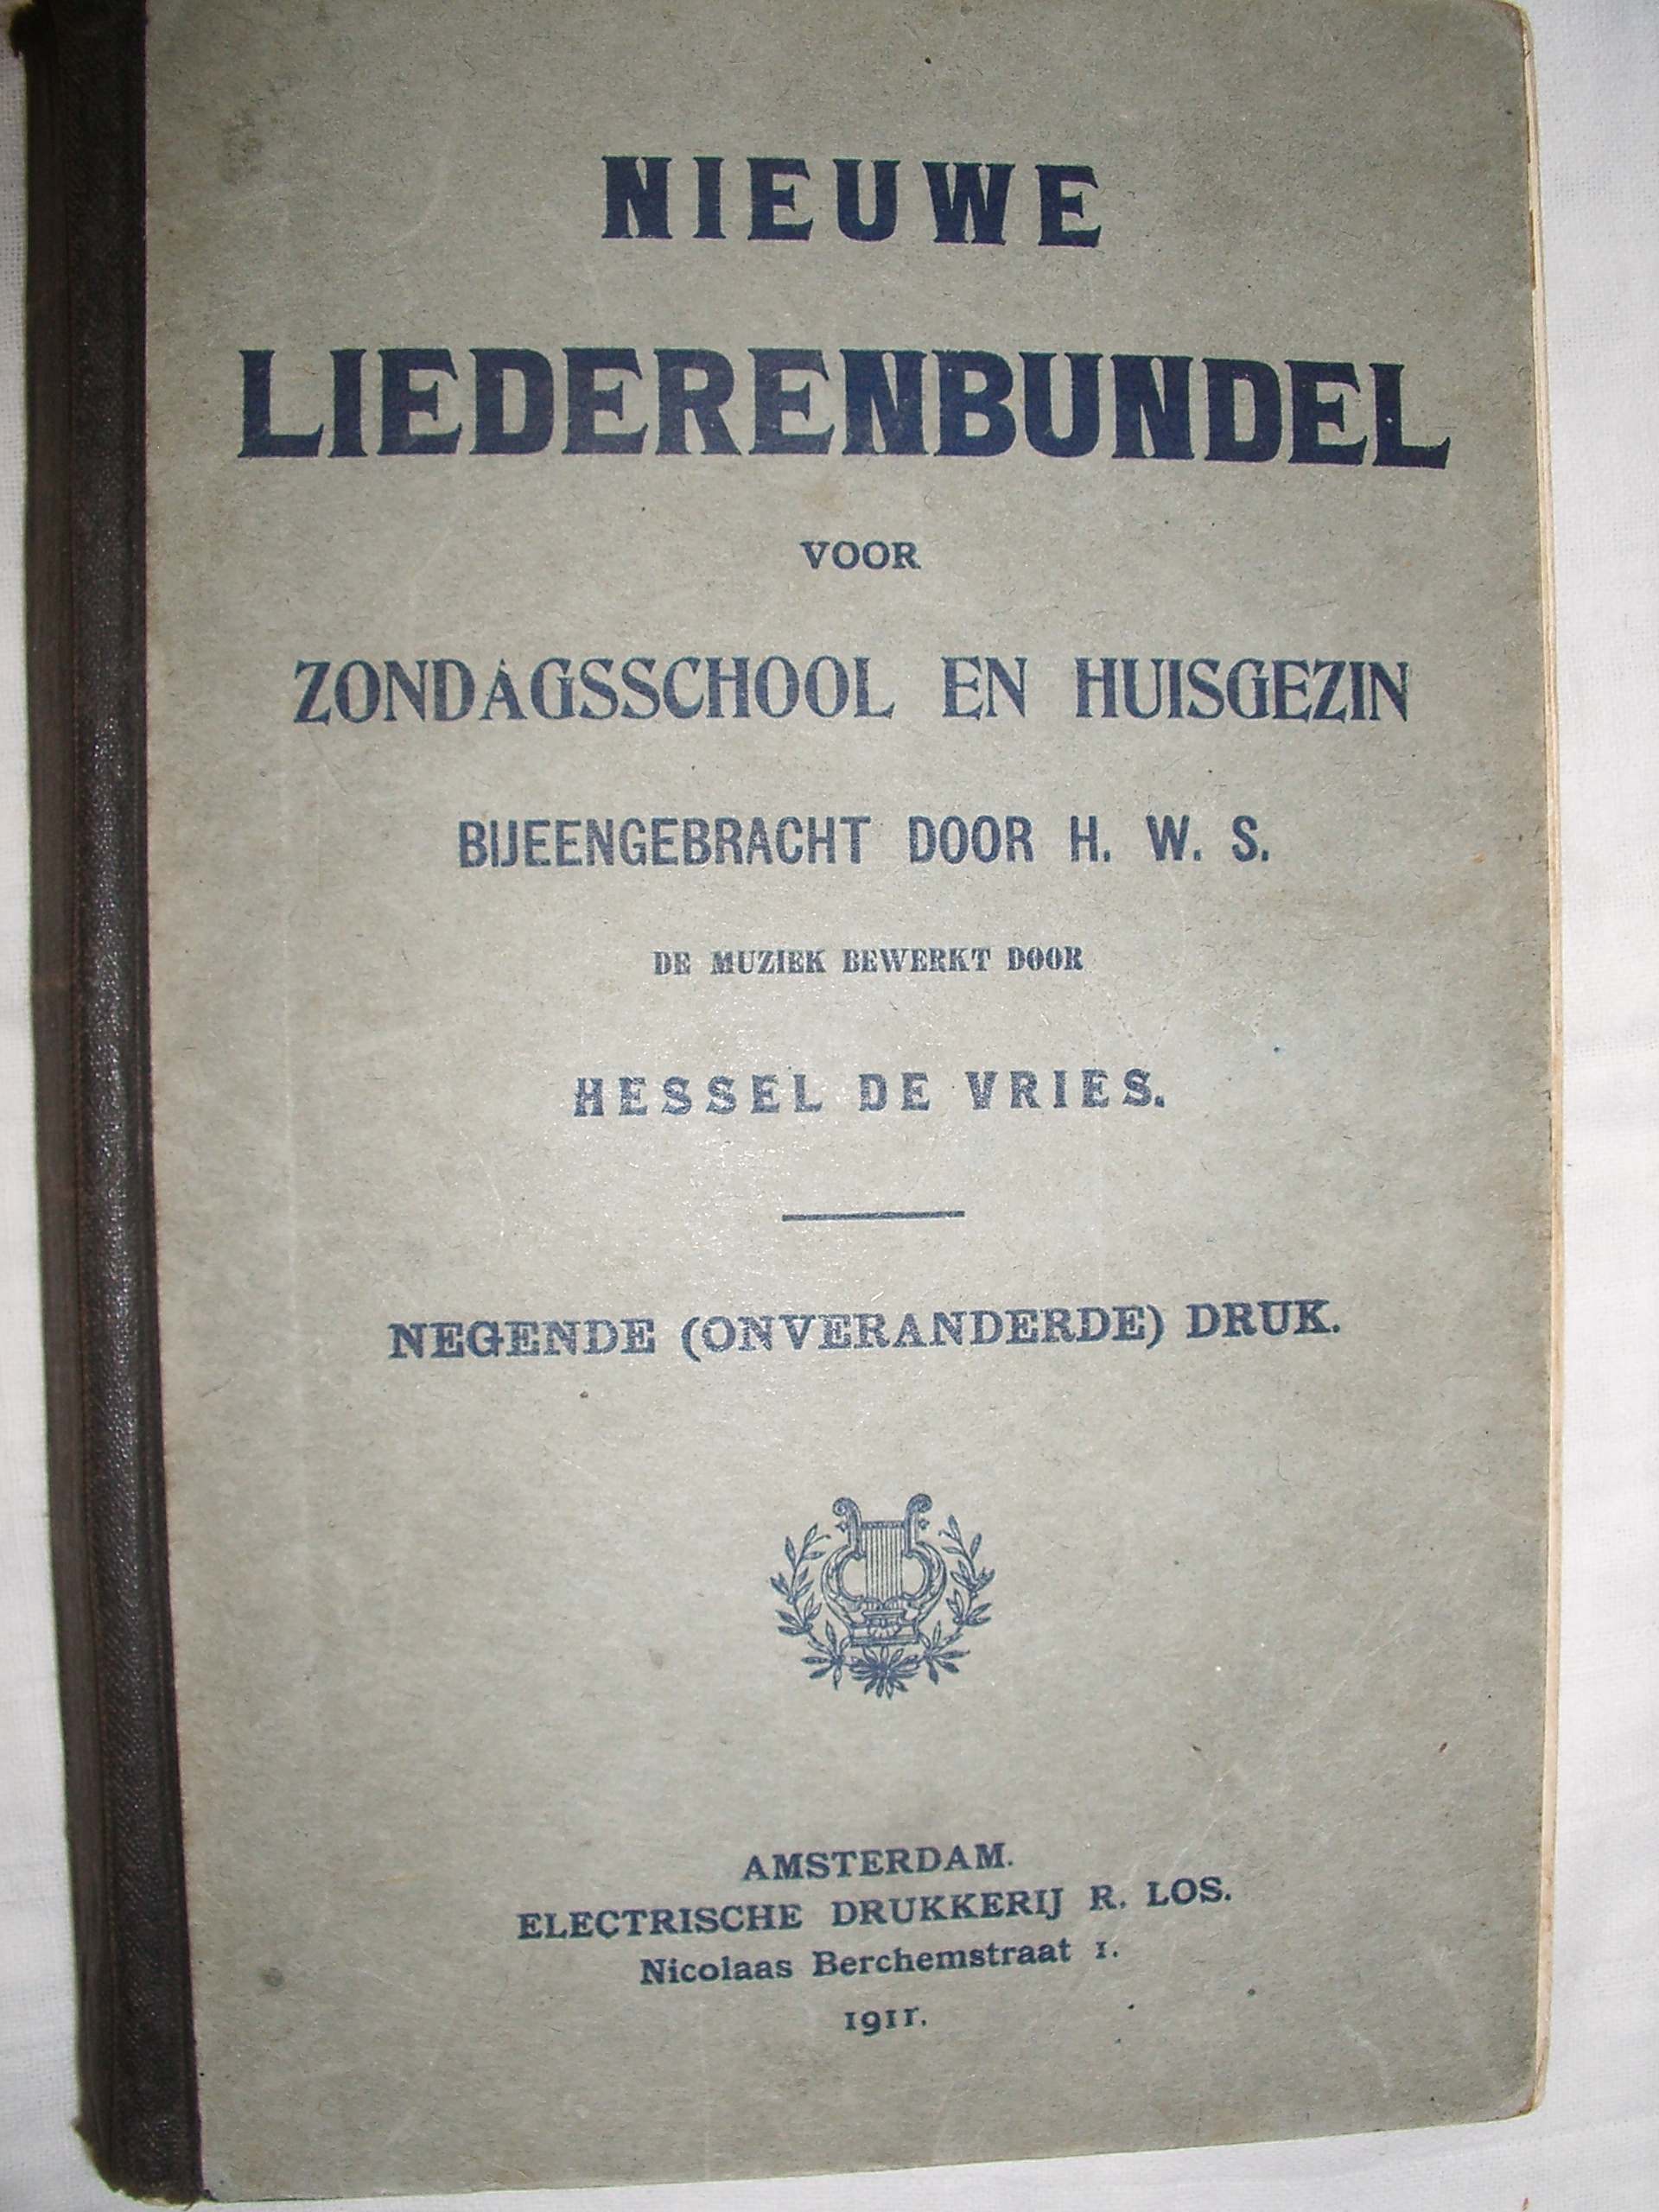 NIEUWE
LIEDERENBUNDEL
VOOR
ZONDAGSSCHOOL EN HUISGEZIN
BIJEENGEBRACHT DOOR H. W. S.
DE MUZIEK BEWERKT DOOR
HESSEL DE VRIES.
NEGENDE (ONVERANDERDE) DRUK.
AMSTERDAM.
ELECTRISCHE DRUKKERIJ R. LOS.
Nicolaas Berchemstraat 1.
1911.